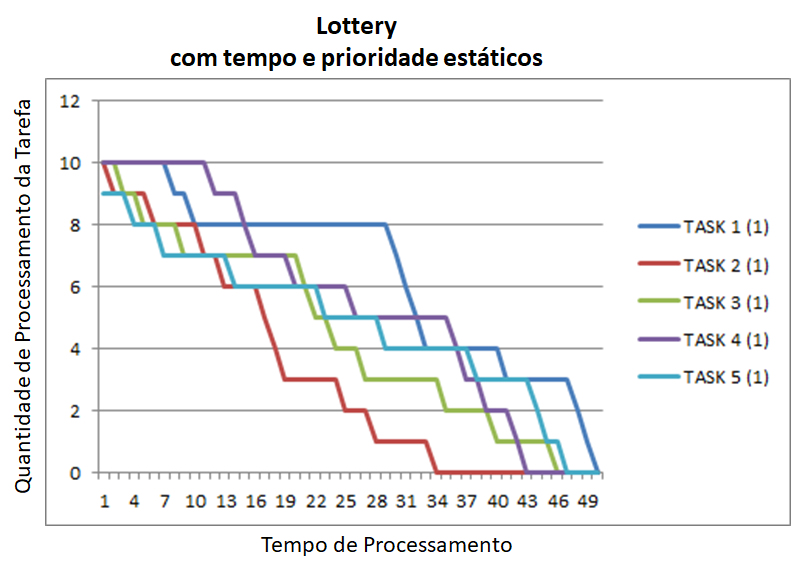 Lottery
com tempo e prioridade estáticos
Quantidade de Processamento da Tarefa
12
10
8
6
4
2
0
1 4 7 10 13 16 19 22 25 28 31 34 37 40 43 46 49
Tempo de Processamento
TASK 1 (1)
TASK 2 (1)
TASK 3 (1)
TASK 4 (1)
TASK 5 (1)